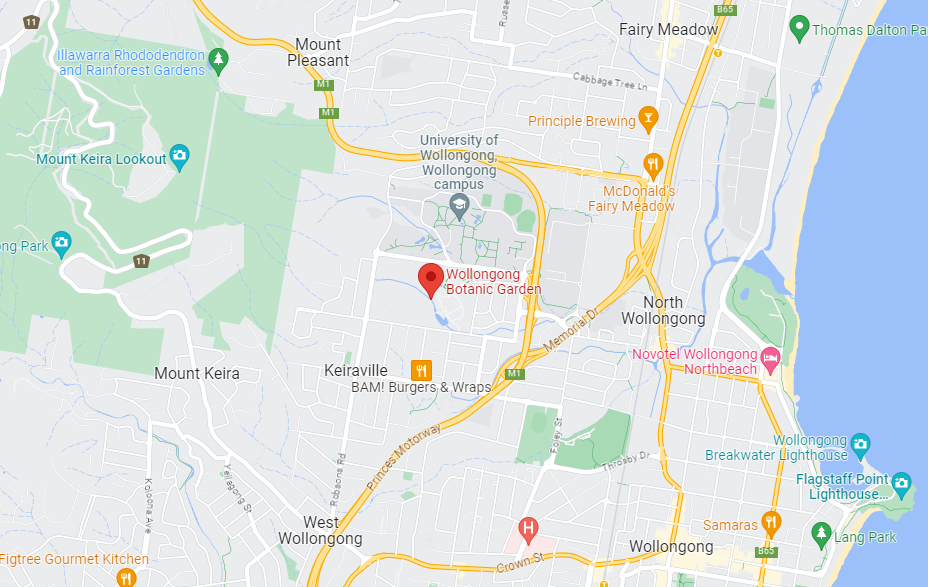 B65
11
Russe
Fairy Meadow
Thomas Dalton Pa
Mount
Pleasant
Illawarra Rhododendron
and Rainforest Gardens
M1
Cabbage Tree Ln
M1
Principle Brewing
University of
Wollongong,
Wollongong
campus
Mount Keira Lookout
McDonald's
Fairy Meadow
ong Park
11
Wollongong
Botanic Garden
North
Wollongong
Memorial Dr
Novotel Wollongong
Northbeach
Mount Keira
Keiraville
M1
BAM! Burgers & Wraps
Foley St
Princes Motorway
Wollongong
Breakwater Lighthouse
Throsby Dr
Robsons Rd
Yellagong St
Koloona Ave
Flagstaff Point
Lighthouse...
West
Wollongong
H
Samaras
Lang Park
Wollongong
B65
Figtree Gourmet Kitchen
Crown St